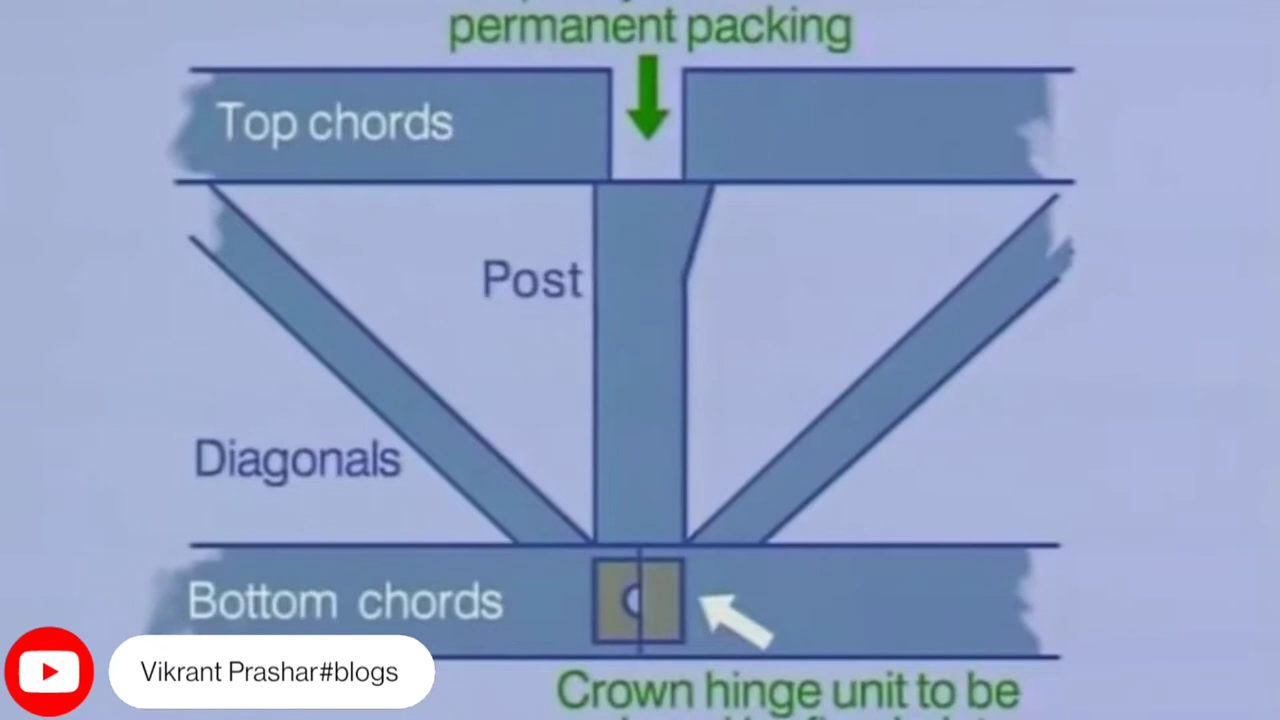 permanent packing
Top chords
Post
Diagonals
Bottom chords
Vikrant Prashar#blogs
Crown hinge unit to be